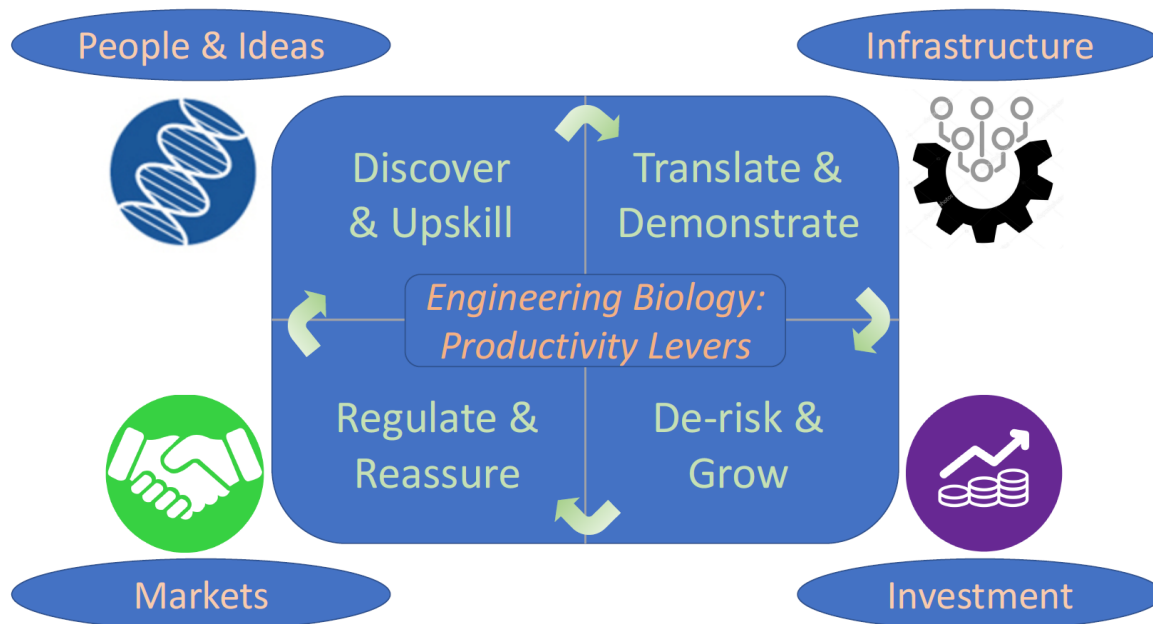 People & Ideas
Infrastructure
Discover
& Upskill
Translate &
Demonstrate
Engineering Biology:
Productivity Levers
Regulate &
Reassure
De-risk &
Grow
Markets
Investment